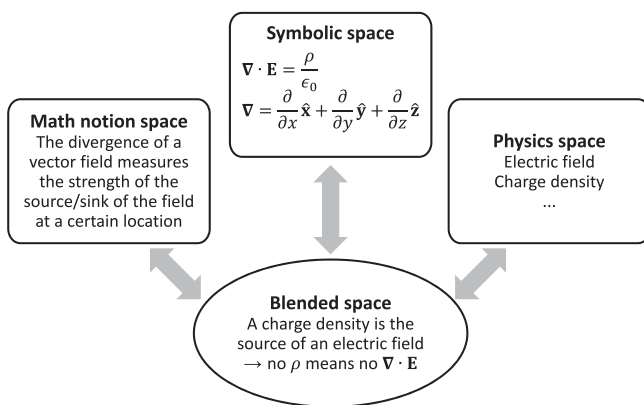 Symbolic space
∇ · E = ρ/ϵ₀
∇ = ∂/∂x x̂ + ∂/∂y ŷ + ∂/∂z ẑ
Math notion space
The divergence of a
vector field measures
the strength of the
source/sink of the field
at a certain location
Physics space
Electric field
Charge density
...
Blended space
A charge density is the
source of an electric field
→ no ρ means no ∇ · E